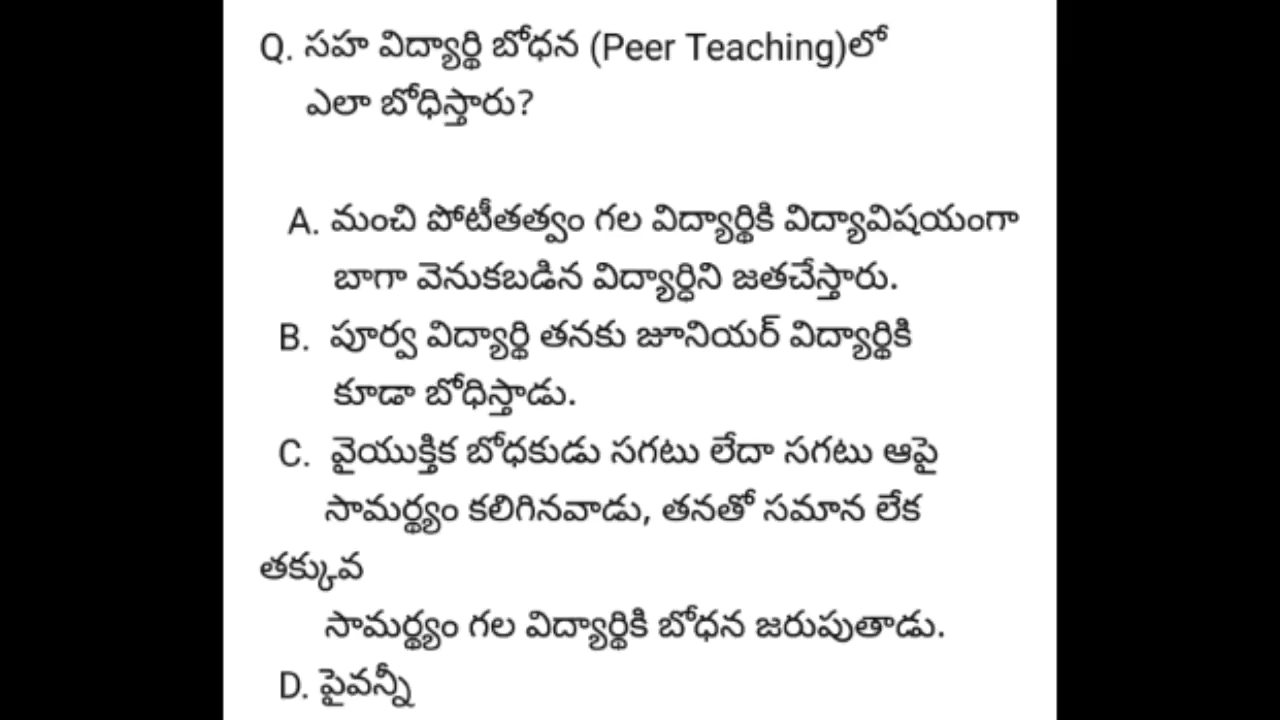 Q. సహ విద్యార్థి బోధన (Peer Teaching)లో
ఎలా బోధిస్తారు?
A. మంచి పోటీతత్వం గల విద్యార్థికి విద్యావిషయంగా
బాగా వెనుకబడిన విద్యార్ధిని జతచేస్తారు.
B. పూర్వ విద్యార్థి తనకు జూనియర్ విద్యార్థికి
కూడా బోధిస్తాడు.
C. వైయుక్తిక బోధకుడు సగటు లేదా సగటు ఆపై
సామర్థ్యం కలిగినవాడు, తనతో సమాన లేక
తక్కువ
సామర్థ్యం గల విద్యార్థికి బోధన జరుపుతాడు.
D. పైవన్నీ